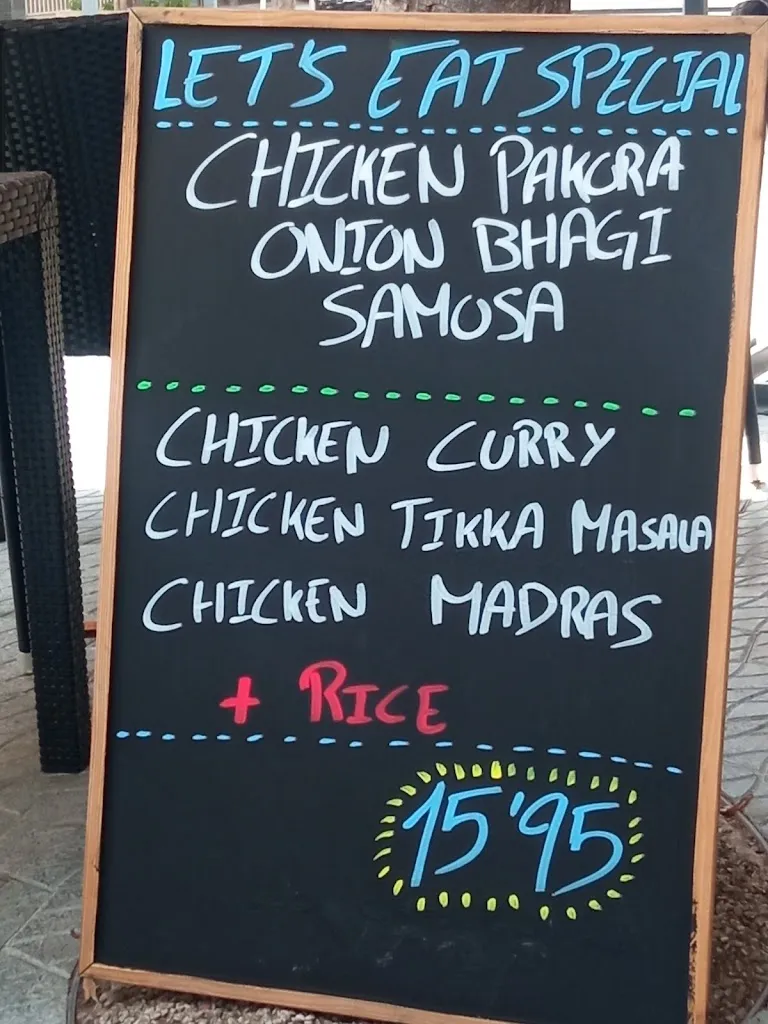 LET'S EAT SPECIAL
CHICKEN PAKORA
ONION BHAGI
SAMOSA
CHICKEN CURRY
CHICKEN TIKKA MASALA
CHICKEN MADRAS
+ RICE
15'95